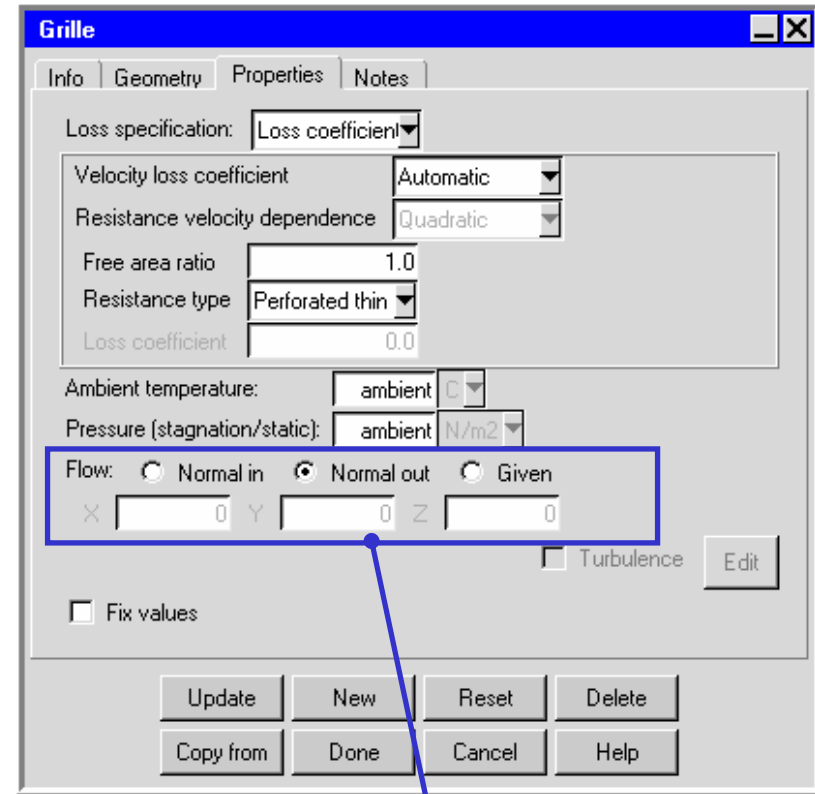 Grille
Info Geometry Properties Notes
Loss specification: Loss coefficient
Velocity loss coefficient Automatic
Resistance velocity dependence Quadratic
Free area ratio 1.0
Resistance type Perforated thin
Loss coefficient 0.0
Ambient temperature: ambient C
Pressure (stagnation/static): ambient N/m2
Flow: Normal in Normal out Given
X 0 Y 0 Z 0
Turbulence Edit
Fix values
Update New Reset Delete
Copy from Done Cancel Help